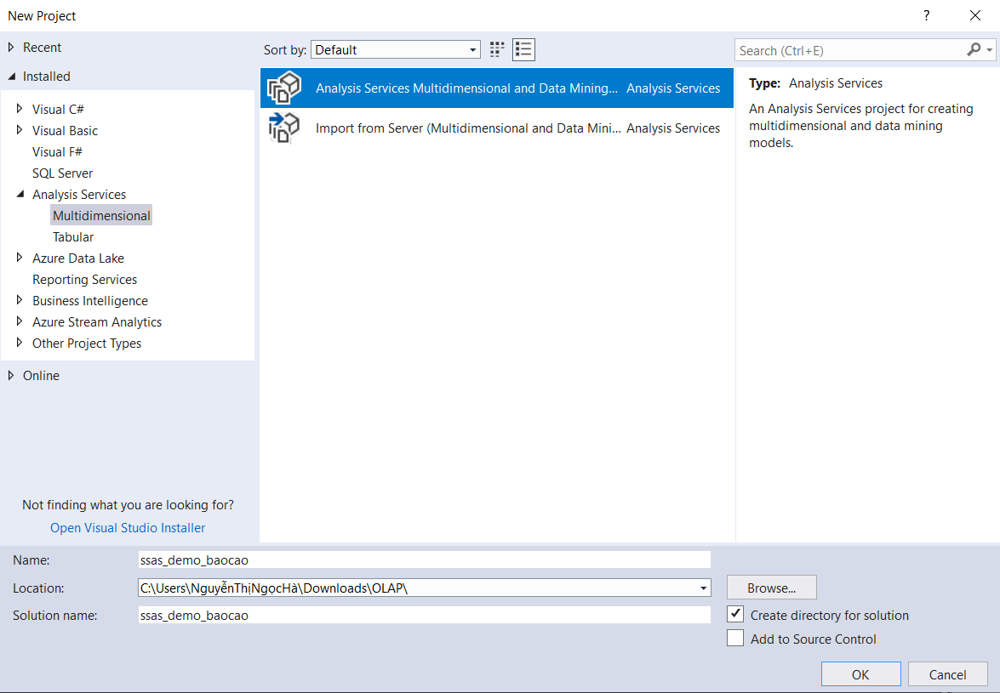 New Project
?
Recent
Installed
Visual C#
Visual Basic
Visual F#
SQL Server
Analysis Services
Multidimensional
Tabular
Azure Data Lake
Reporting Services
Business Intelligence
Azure Stream Analytics
Other Project Types
Online
Not finding what you are looking for?
Open Visual Studio Installer
Sort by: Default
Analysis Services Multidimensional and Data Mining... Analysis Services
Import from Server (Multidimensional and Data Mini... Analysis Services
Search (Ctrl+E)
Type: Analysis Services
An Analysis Services project for creating
multidimensional and data mining
models.
Name: ssas_demo_baocao
Location: C:\Users\NguyễnThịNgọcHà\Downloads\OLAP\
Browse...
Solution name: ssas_demo_baocao
Create directory for solution
Add to Source Control
OK Cancel